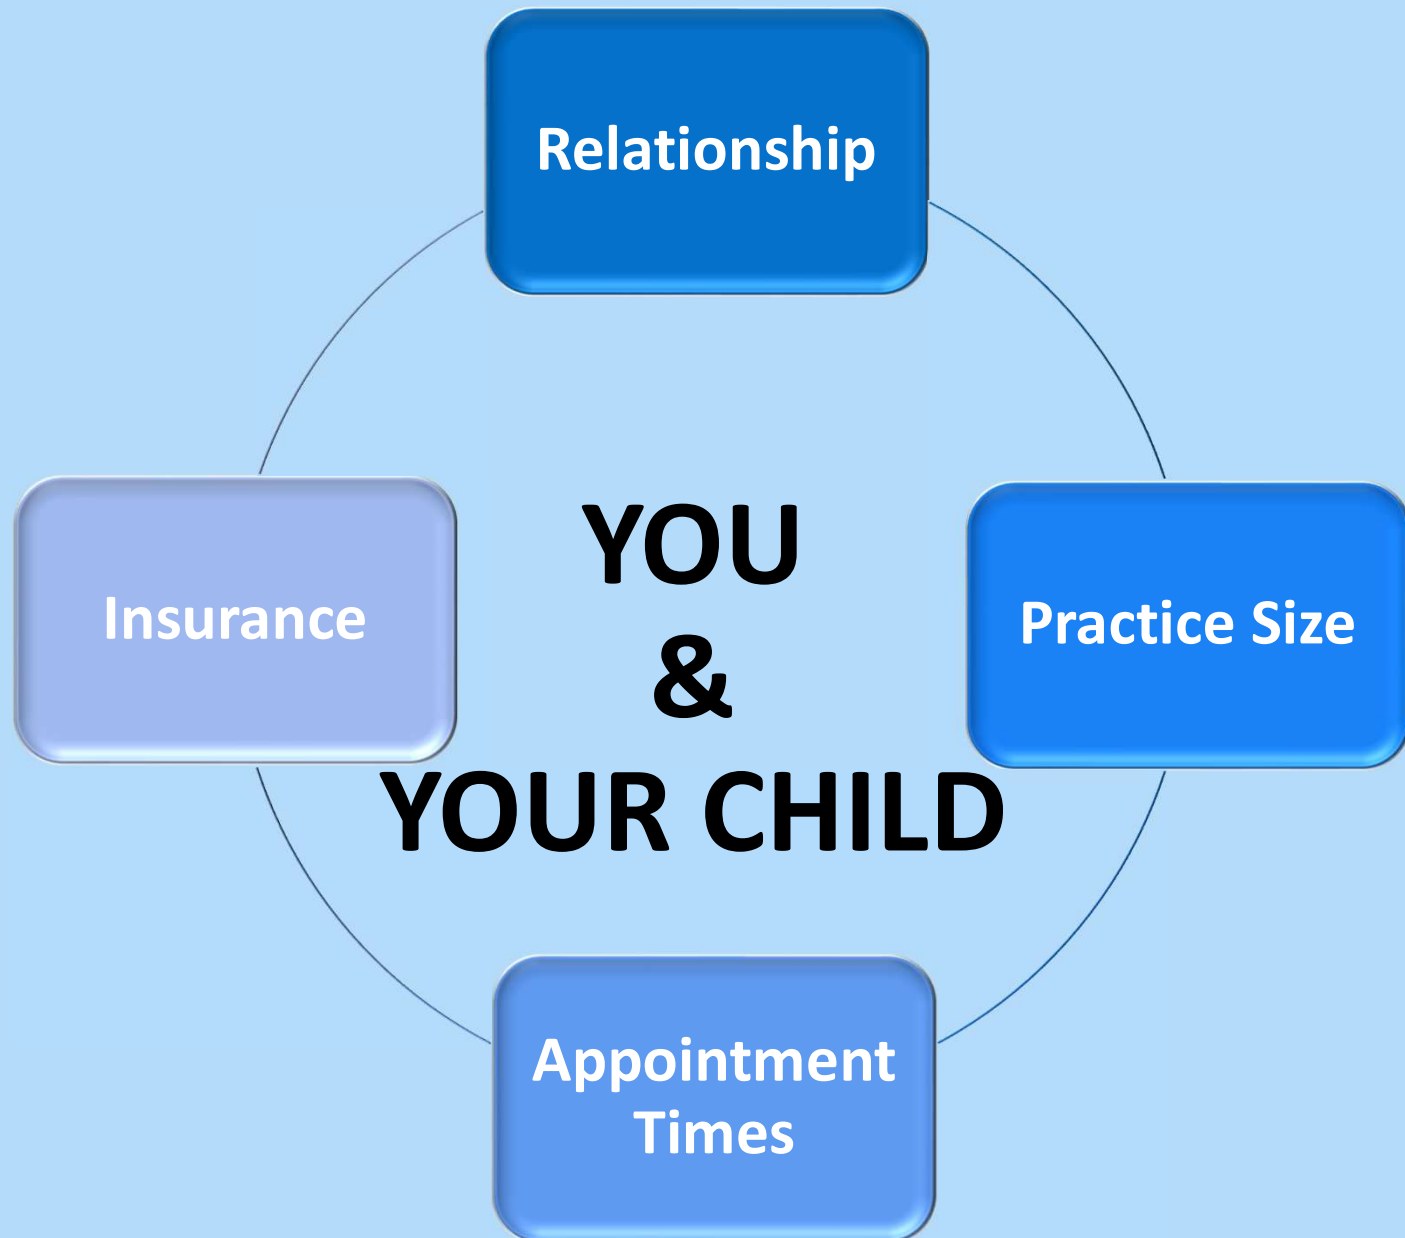 Relationship
Insurance
YOU
&
YOUR CHILD
Practice Size
Appointment
Times